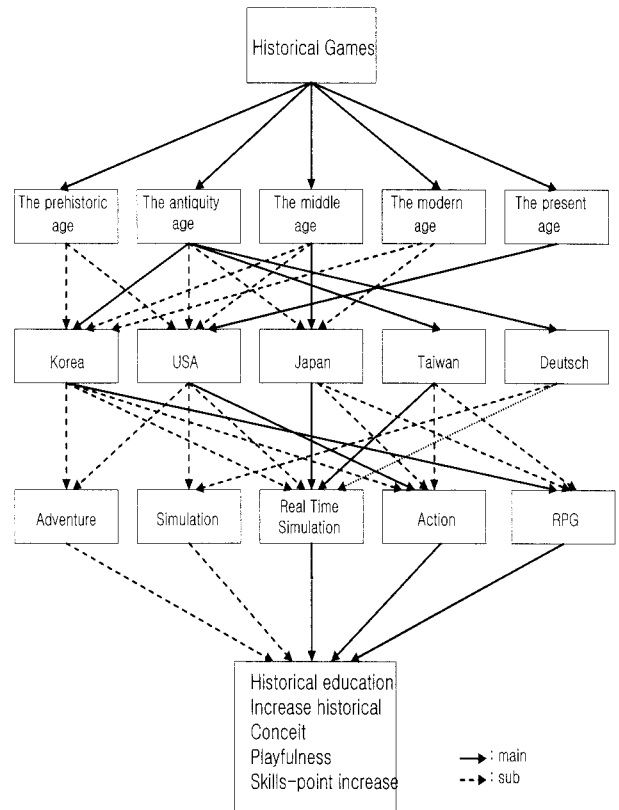 Historical Games
The prehistoric
age
The antiquity
age
The middle
age
The modern
age
The present
age
Korea
USA
Japan
Taiwan
Deutsch
Adventure
Simulation
Real Time
Simulation
Action
RPG
Historical education
Increase historical
Conceit
Playfulness
Skills-point increase
: main
: sub